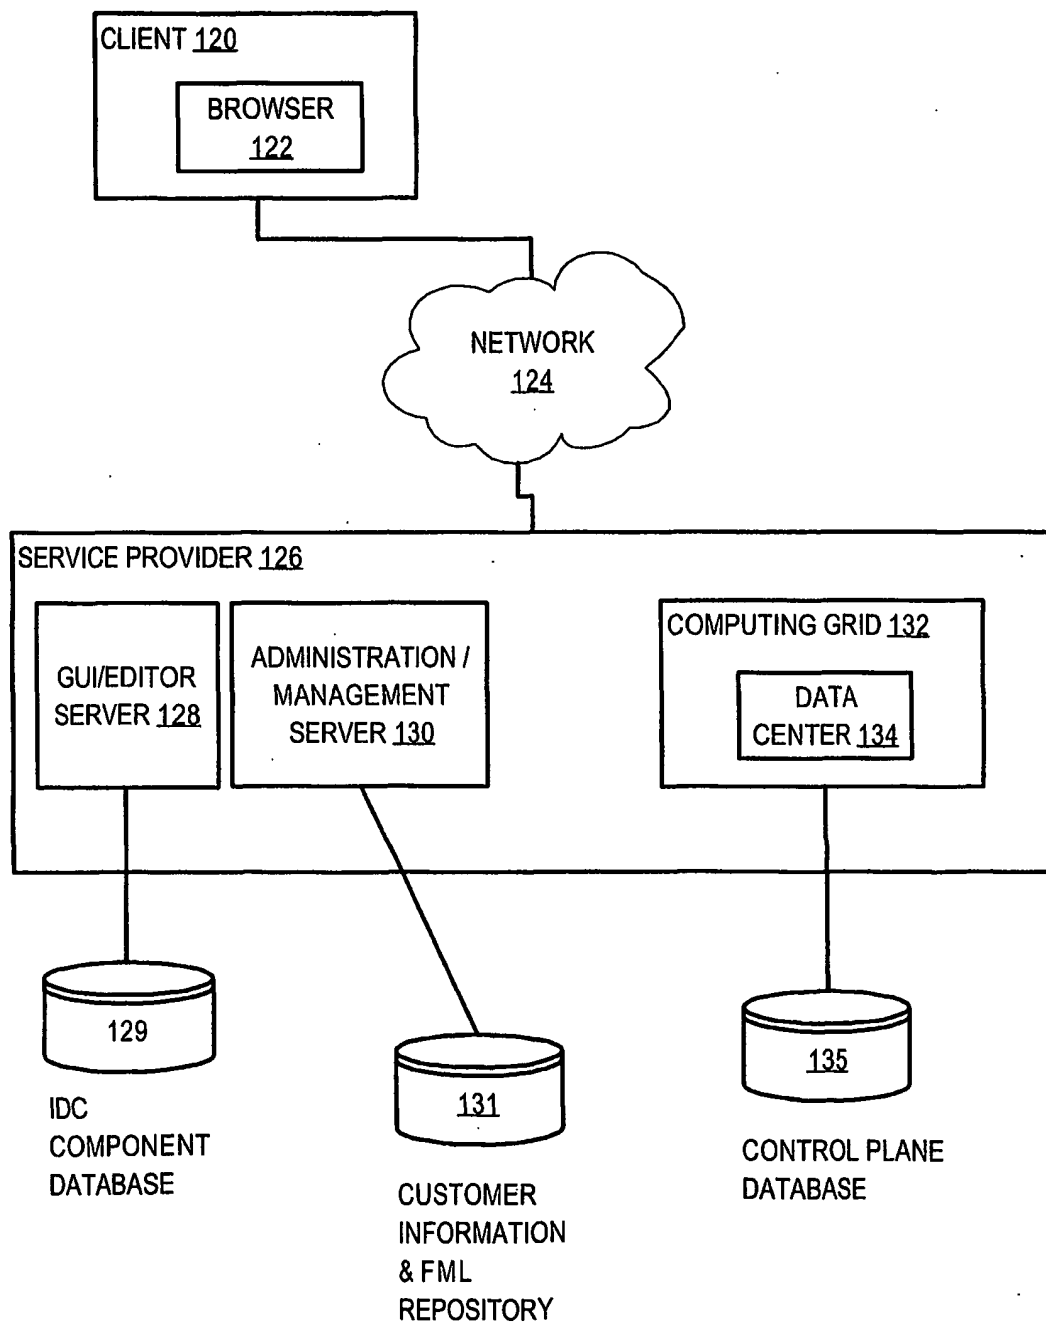 CLIENT 120
BROWSER
122
NETWORK
124
SERVICE PROVIDER 126
GUI/EDITOR
SERVER 128
ADMINISTRATION /
MANAGEMENT
SERVER 130
COMPUTING GRID 132
DATA
CENTER 134
129
IDC
COMPONENT
DATABASE
131
CUSTOMER
INFORMATION
& FML
REPOSITORY
135
CONTROL PLANE
DATABASE